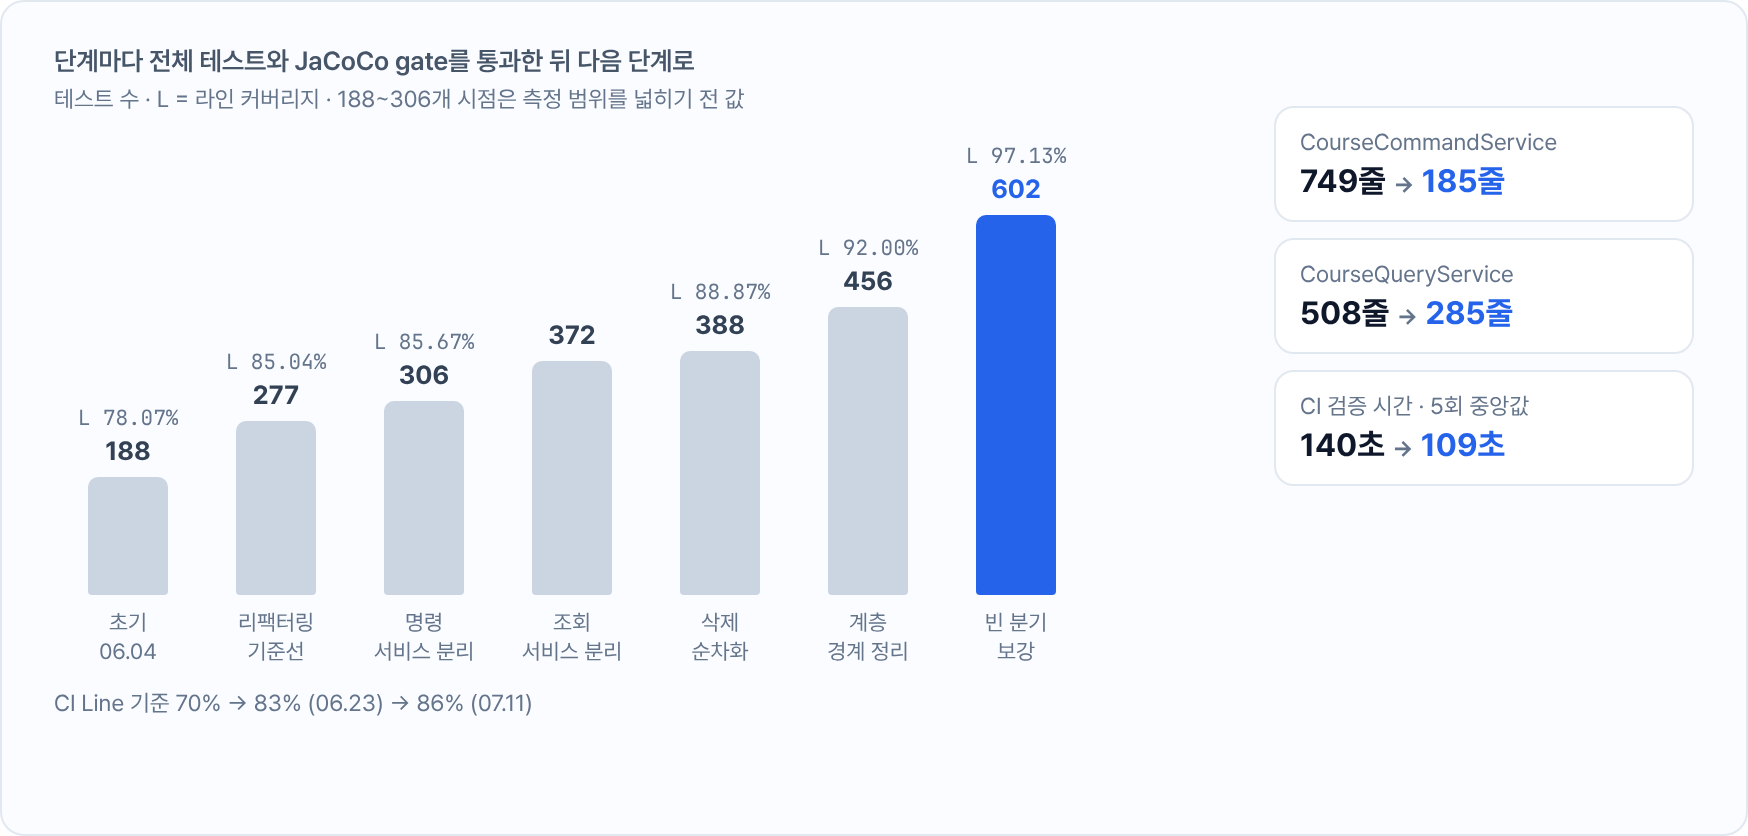 단계마다 전체 테스트와 JaCoCo gate를 통과한 뒤 다음 단계로
테스트 수 · L = 라인 커버리지 · 188~306개 시점은 측정 범위를 넓히기 전 값
L 78.07%
188
초기
06.04
L 85.04%
277
리팩터링
기준선
L 85.67%
306
명령
서비스 분리
372
조회
서비스 분리
L 88.87%
388
삭제
순차화
L 92.00%
456
계층
경계 정리
L 97.13%
602
빈 분기
보강
CI Line 기준 70% → 83% (06.23) → 86% (07.11)
CourseCommandService
749줄 → 185줄
CourseQueryService
508줄 → 285줄
CI 검증 시간 · 5회 중앙값
140초 → 109초